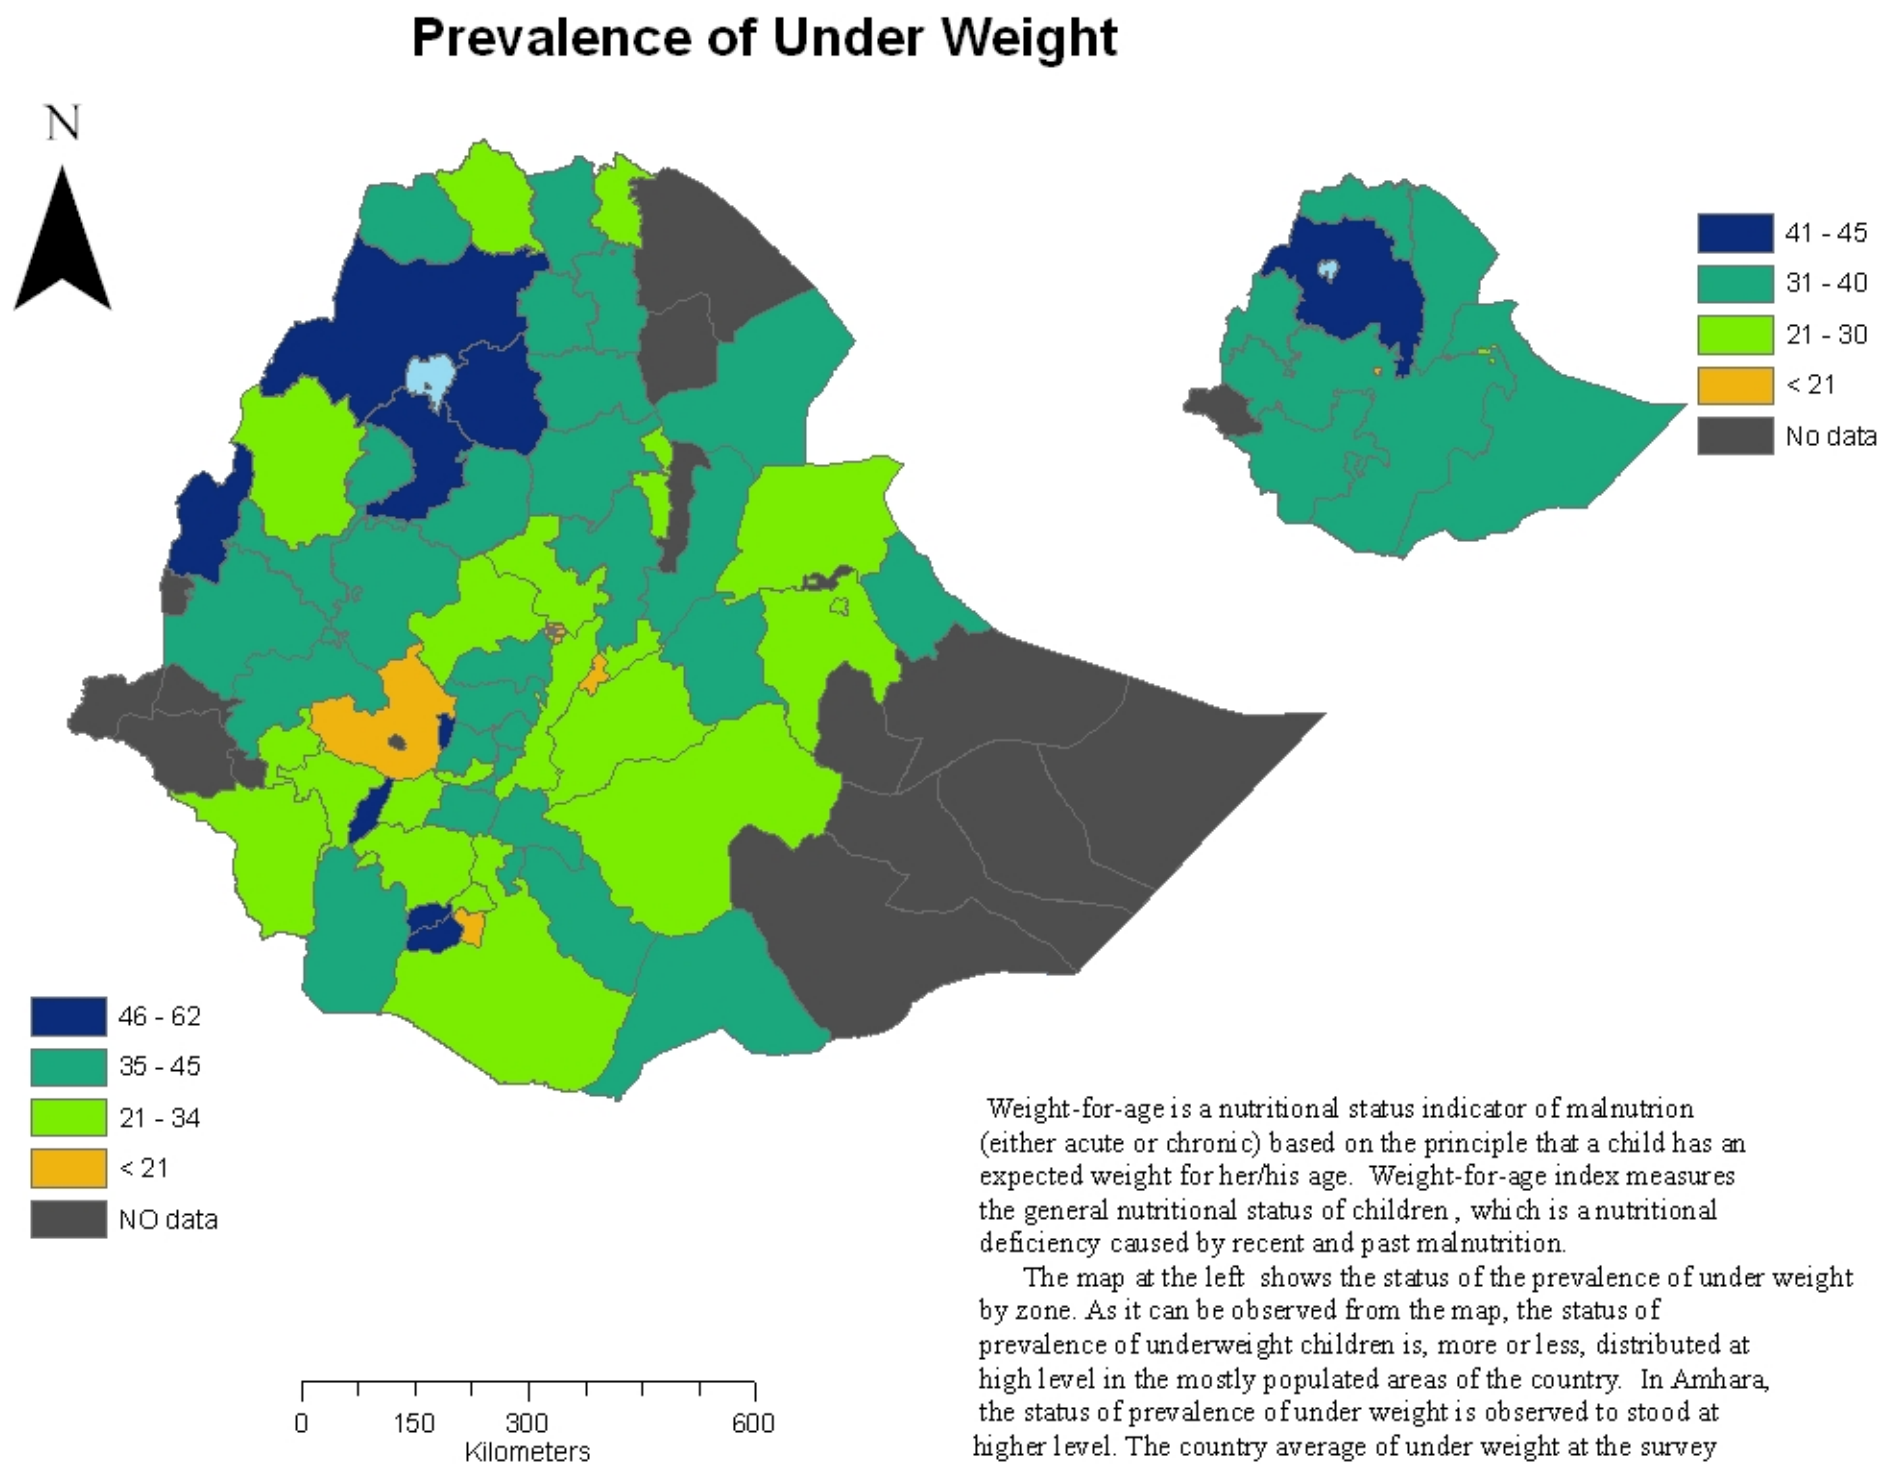 Prevalence of Under Weight
N
41 - 45
31 - 40
21 - 30
< 21
No data
46 - 62
35 - 45
21 - 34
< 21
NO data
0 150 300 600
Kilometers
Weight-for-age is a nutritional status indicator of malnutrion
(either acute or chronic) based on the principle that a child has an
expected weight for her/his age. Weight-for-age index measures
the general nutritional status of children , which is a nutritional
deficiency caused by recent and past malnutrition.
The map at the left shows the status of the prevalence of under weight
by zone. As it can be observed from the map, the status of
prevalence of underweight children is, more or less, distributed at
high level in the mostly populated areas of the country. In Amhara,
the status of prevalence of under weight is observed to stood at
higher level. The country average of under weight at the survey